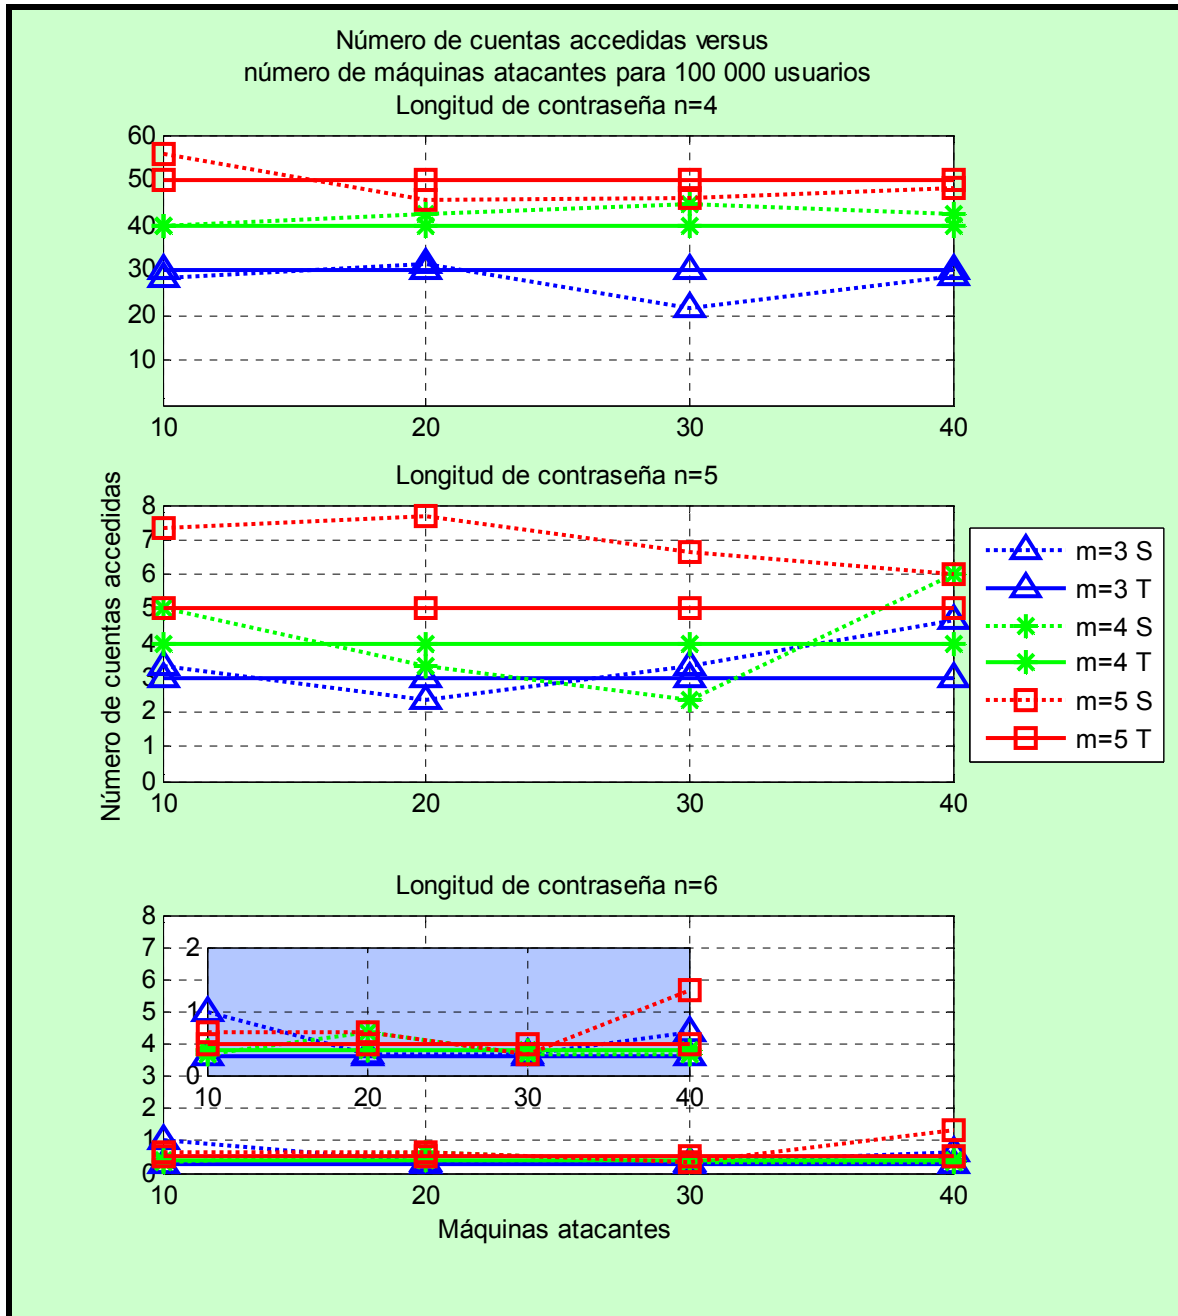 Número de cuentas accedidas versus
número de máquinas atacantes para 100 000 usuarios
Longitud de contraseña n=4
60
50
40
30
20
10
10 20 30 40
Longitud de contraseña n=5
Número de cuentas accedidas
8
7
6
5
4
3
2
1
0
10 20 30 40
m=3 S
m=3 T
m=4 S
m=4 T
m=5 S
m=5 T
Longitud de contraseña n=6
8
7
6
5
4
3
2
1
0
2
1
0
10 20 30 40
10 20 30 40
Máquinas atacantes